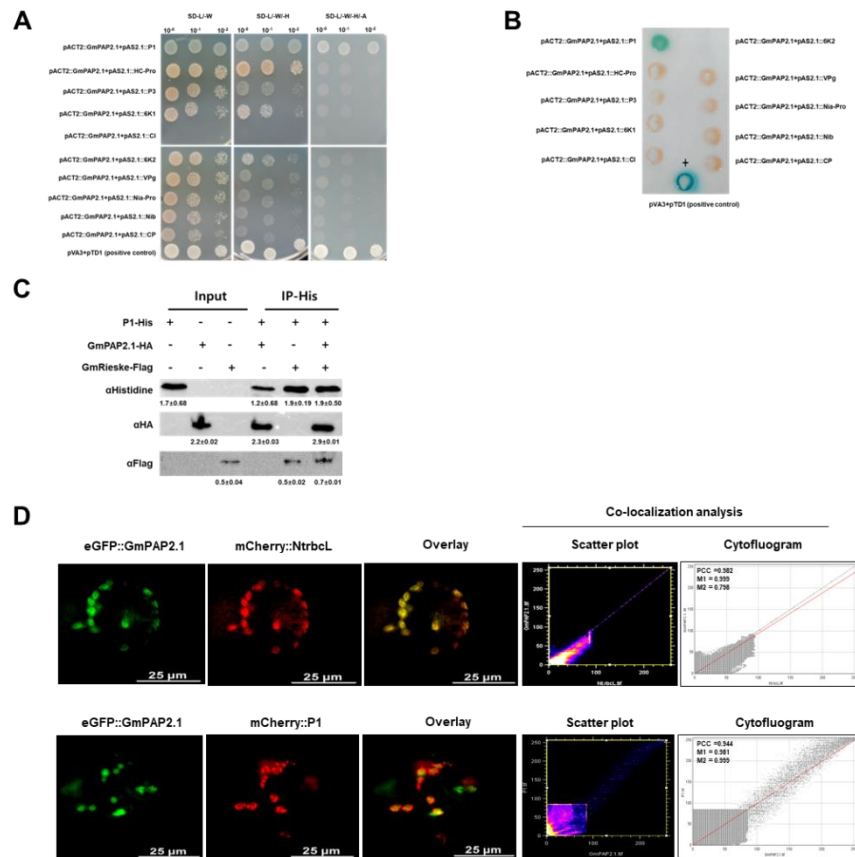 A
SD-L/-W SD-L/-W/-H SD-L/-W/-H/-A
10⁻⁰ 10⁻¹ 10⁻² 10⁻⁰ 10⁻¹ 10⁻² 10⁻⁰ 10⁻¹ 10⁻²
pACT2::GmPAP2.1+pAS2.1::P1
pACT2::GmPAP2.1+pAS2.1::HC-Pro
pACT2::GmPAP2.1+pAS2.1::P3
pACT2::GmPAP2.1+pAS2.1::6K1
pACT2::GmPAP2.1+pAS2.1::CI
pACT2::GmPAP2.1+pAS2.1::6K2
pACT2::GmPAP2.1+pAS2.1::VPg
pACT2::GmPAP2.1+pAS2.1::Nia-Pro
pACT2::GmPAP2.1+pAS2.1::Nib
pACT2::GmPAP2.1+pAS2.1::CP
pVA3+pTD1 (positive control)
B
pACT2::GmPAP2.1+pAS2.1::P1 pACT2::GmPAP2.1+pAS2.1::6K2
pACT2::GmPAP2.1+pAS2.1::HC-Pro pACT2::GmPAP2.1+pAS2.1::VPg
pACT2::GmPAP2.1+pAS2.1::P3 pACT2::GmPAP2.1+pAS2.1::Nia-Pro
pACT2::GmPAP2.1+pAS2.1::6K1 pACT2::GmPAP2.1+pAS2.1::Nib
pACT2::GmPAP2.1+pAS2.1::CI pACT2::GmPAP2.1+pAS2.1::CP
+
pVA3+pTD1 (positive control)
C
Input IP-His
P1-His + - - + + +
GmPAP2.1-HA - + - + - +
GmRieske-Flag - - + - + +
αHistidine
1.7±0.68 1.2±0.68 1.9±0.19 1.9±0.50
αHA
2.2±0.02 2.3±0.03 2.9±0.01
αFlag
0.5±0.04 0.5±0.02 0.7±0.01
D
Co-localization analysis
eGFP::GmPAP2.1 mCherry::NtrbcL Overlay Scatter plot Cytofluogram
PCC =0.982
M1 = 0.999
M2 = 0.798
25 µm 25 µm 25 µm
eGFP::GmPAP2.1 mCherry::P1 Overlay Scatter plot Cytofluogram
PCC =0.944
M1 = 0.981
M2 = 0.999
25 µm 25 µm 25 µm